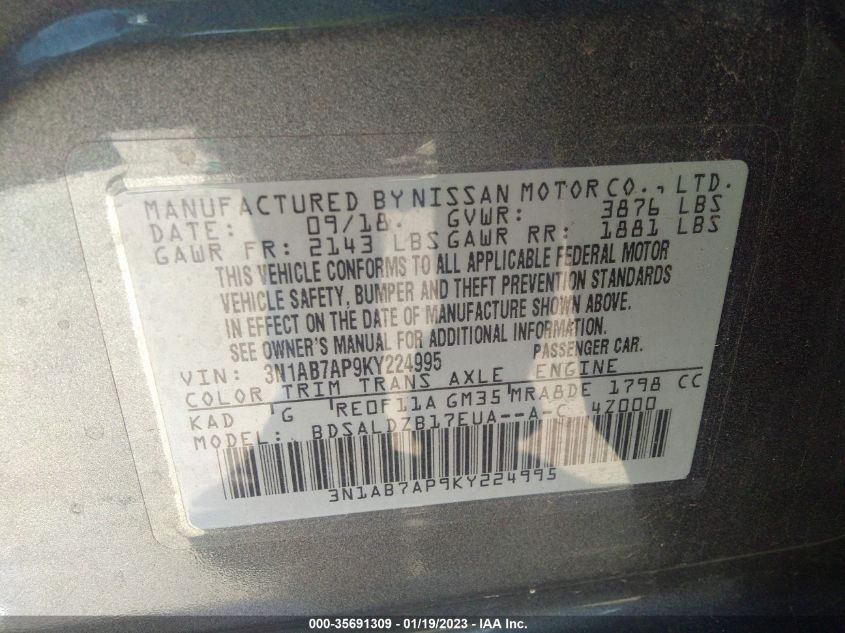 MANUFACTURED BY NISSAN MOTOR CO., LTD.
DATE: 09/18. GVWR: 3876 LBS
GAWR FR: 2143 LBS GAWR RR: 1881 LBS
THIS VEHICLE CONFORMS TO ALL APPLICABLE FEDERAL MOTOR
VEHICLE SAFETY, BUMPER AND THEFT PREVENTION STANDARDS
IN EFFECT ON THE DATE OF MANUFACTURE SHOWN ABOVE.
SEE OWNER'S MANUAL FOR ADDITIONAL INFORMATION.
VIN: 3N1AB7AP9KY224995 PASSENGER CAR.
COLOR TRIM TRANS AXLE ENGINE
KAD G RE0F11A GM35 MRA8DE 1798 CC
MODEL: BDSALDZB17EUA--A-C 4Z000
3N1AB7AP9KY224995
000-35691309 - 01/19/2023 - IAA Inc.